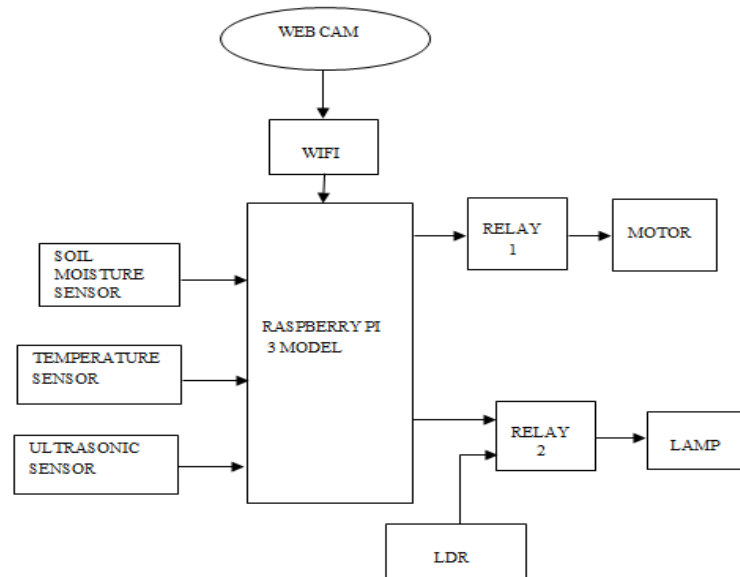 WEB CAM
WIFI
RELAY
1
MOTOR
SOIL
MOISTURE
SENSOR
RASPBERRY PI
3 MODEL
TEMPERATURE
SENSOR
ULTRASONIC
SENSOR
RELAY
2
LAMP
LDR